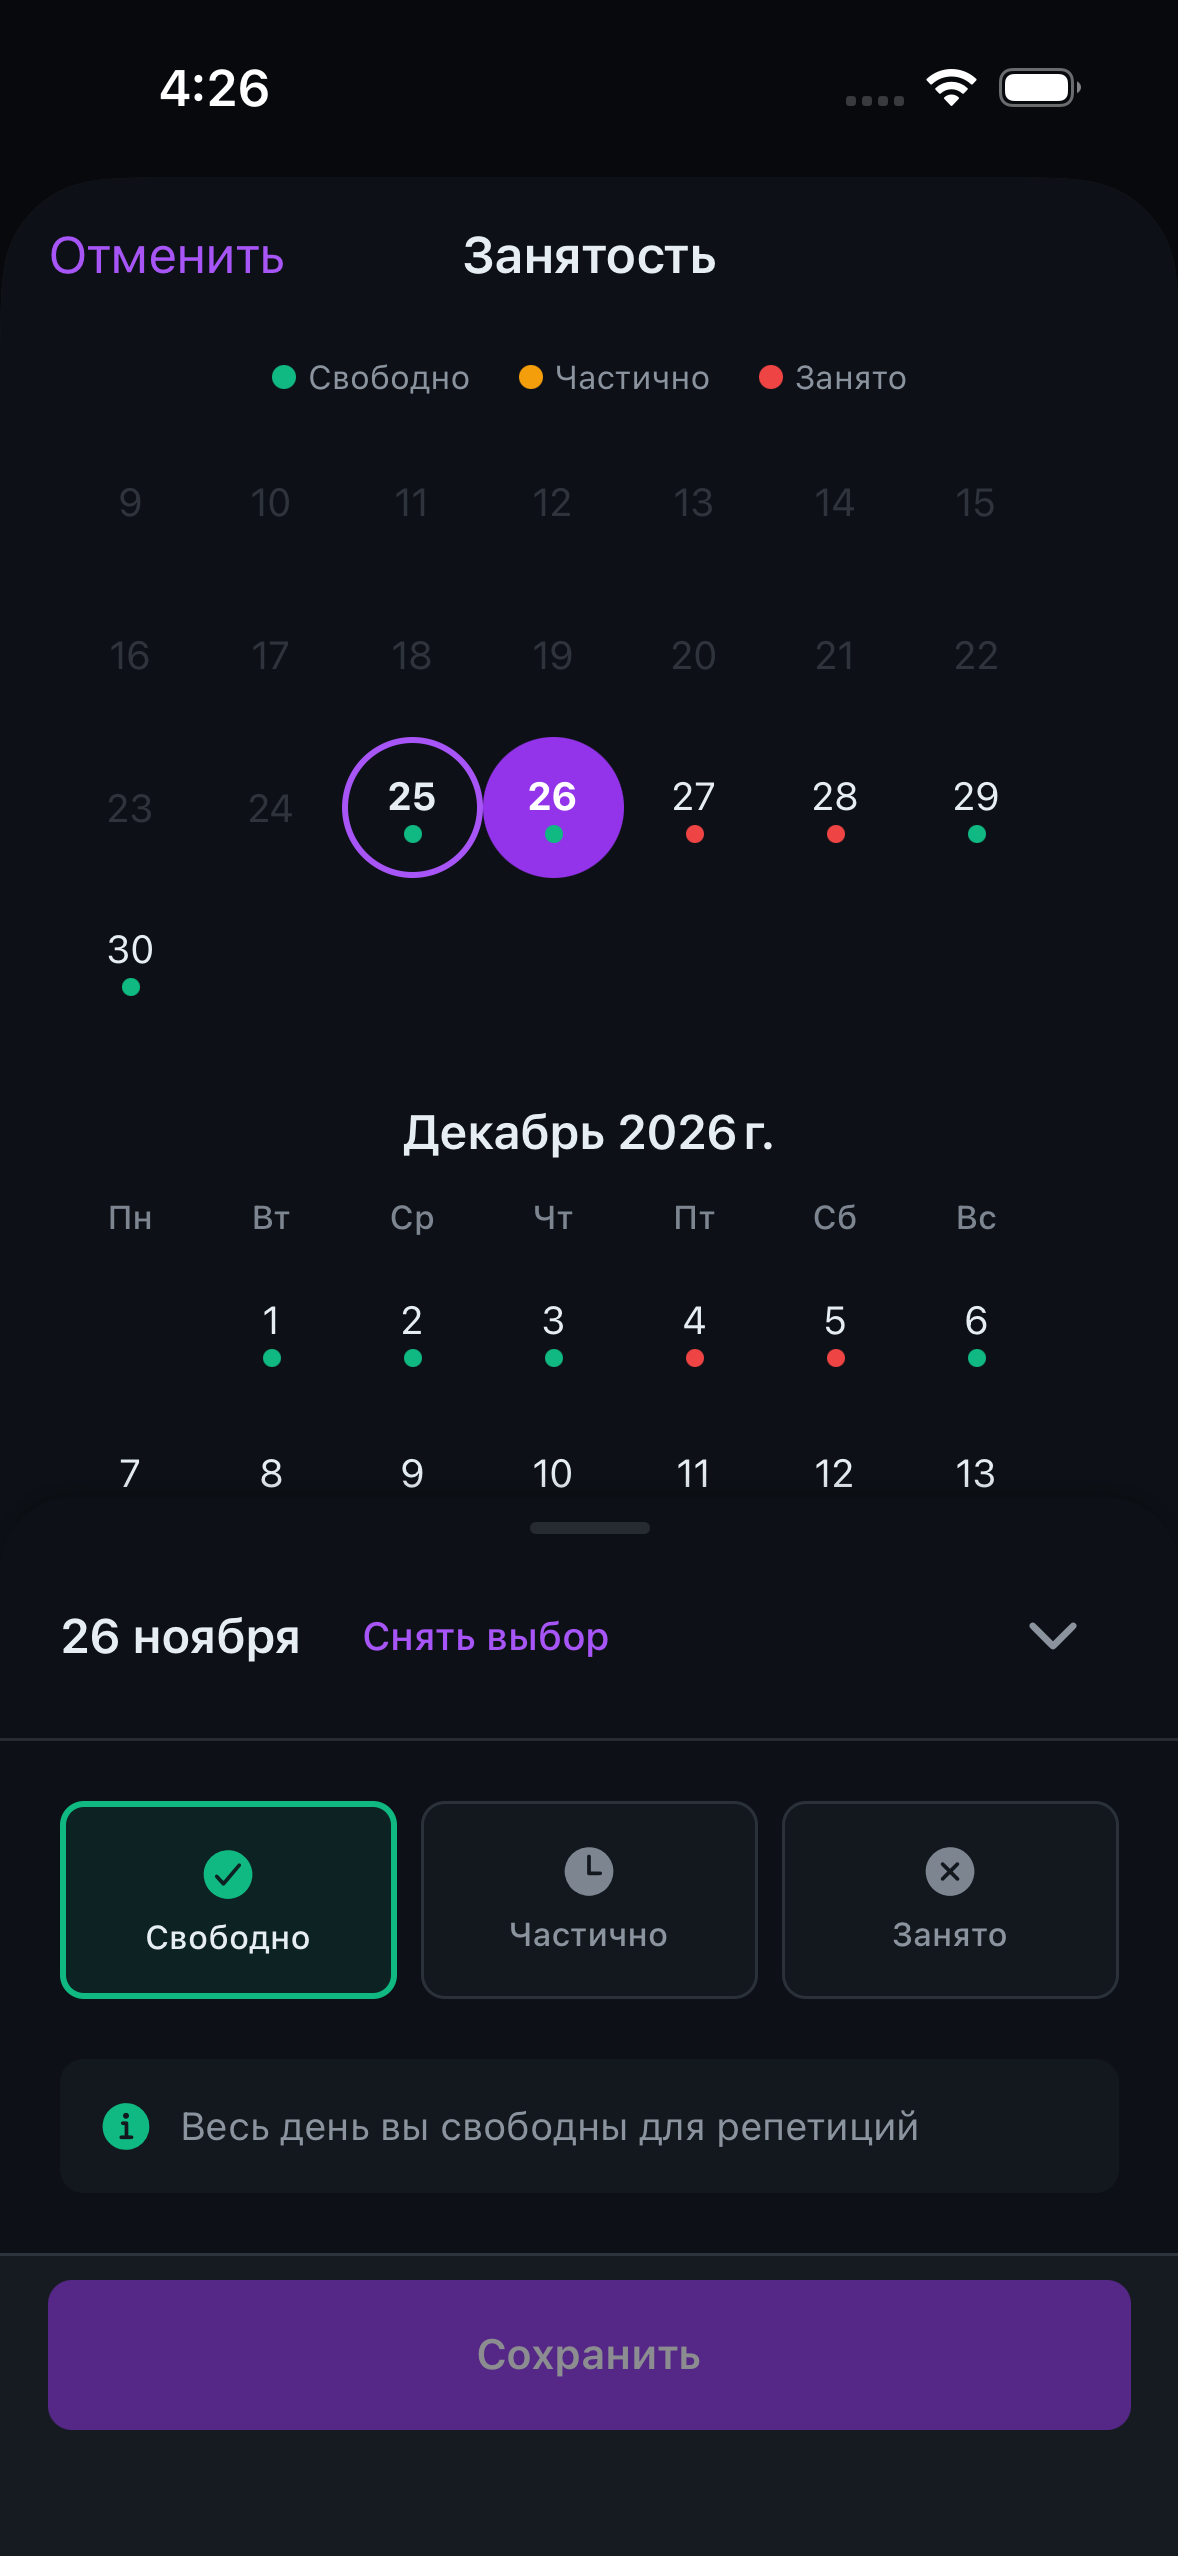 4:26
Отменить Занятость
Свободно Частично Занято
9 10 11 12 13 14 15
16 17 18 19 20 21 22
23 24 25 26 27 28 29
30
Декабрь 2026 г.
Пн Вт Ср Чт Пт Сб Вс
1 2 3 4 5 6
7 8 9 10 11 12 13
26 ноября Снять выбор
Свободно Частично Занято
Весь день вы свободны для репетиций
Сохранить